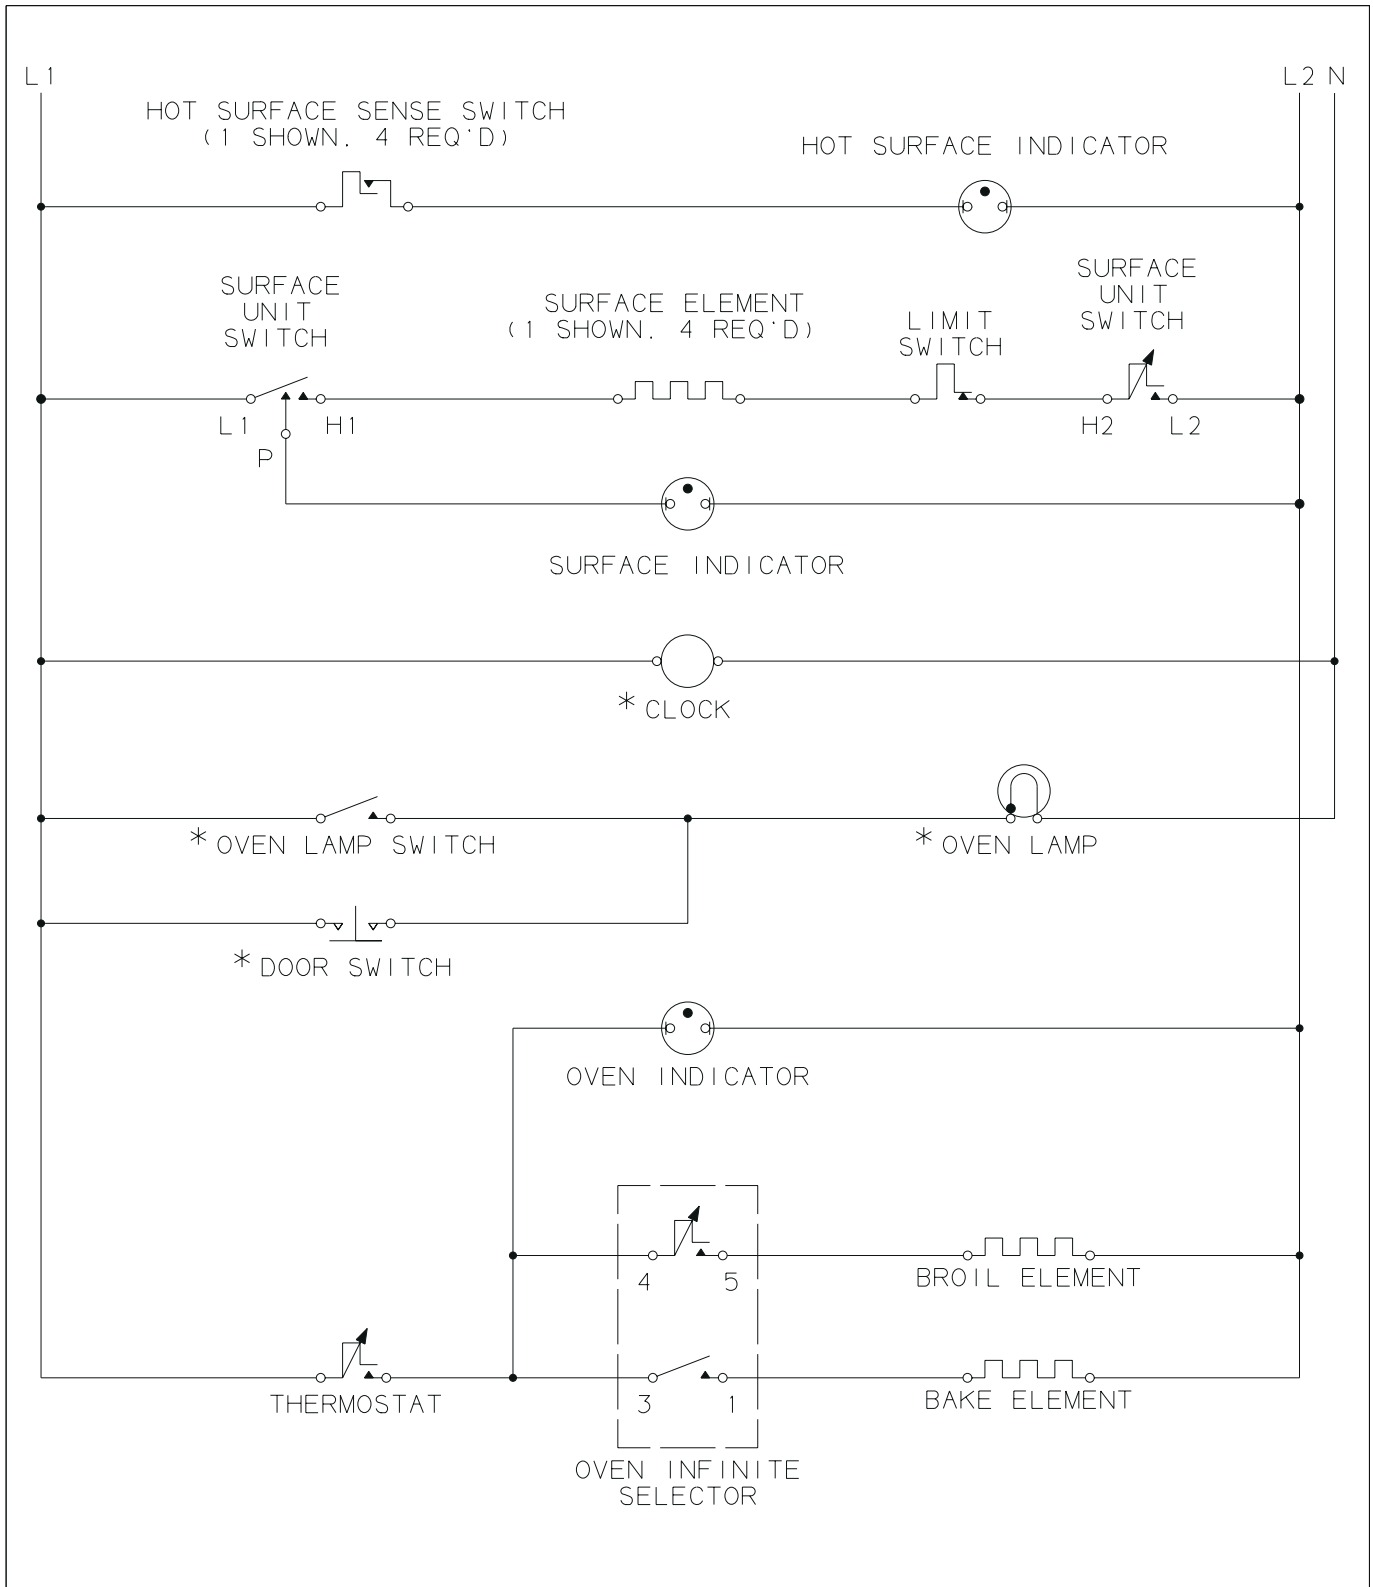 L1
L2 N
HOT SURFACE SENSE SWITCH
(1 SHOWN. 4 REQ'D)
HOT SURFACE INDICATOR
SURFACE
UNIT
SWITCH
SURFACE ELEMENT
(1 SHOWN. 4 REQ'D)
LIMIT
SWITCH
SURFACE
UNIT
SWITCH
L1
H1
H2
L2
P
SURFACE INDICATOR
* CLOCK
* OVEN LAMP SWITCH
* OVEN LAMP
* DOOR SWITCH
OVEN INDICATOR
4
5
BROIL ELEMENT
THERMOSTAT
3
1
BAKE ELEMENT
OVEN INFINITE
SELECTOR